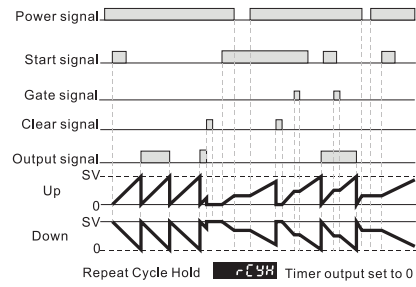 Power signal
Start signal
Gate signal
Clear signal
Output signal
SV
Up
0
SV
Down
0
Repeat Cycle Hold rCYH Timer output set to 0